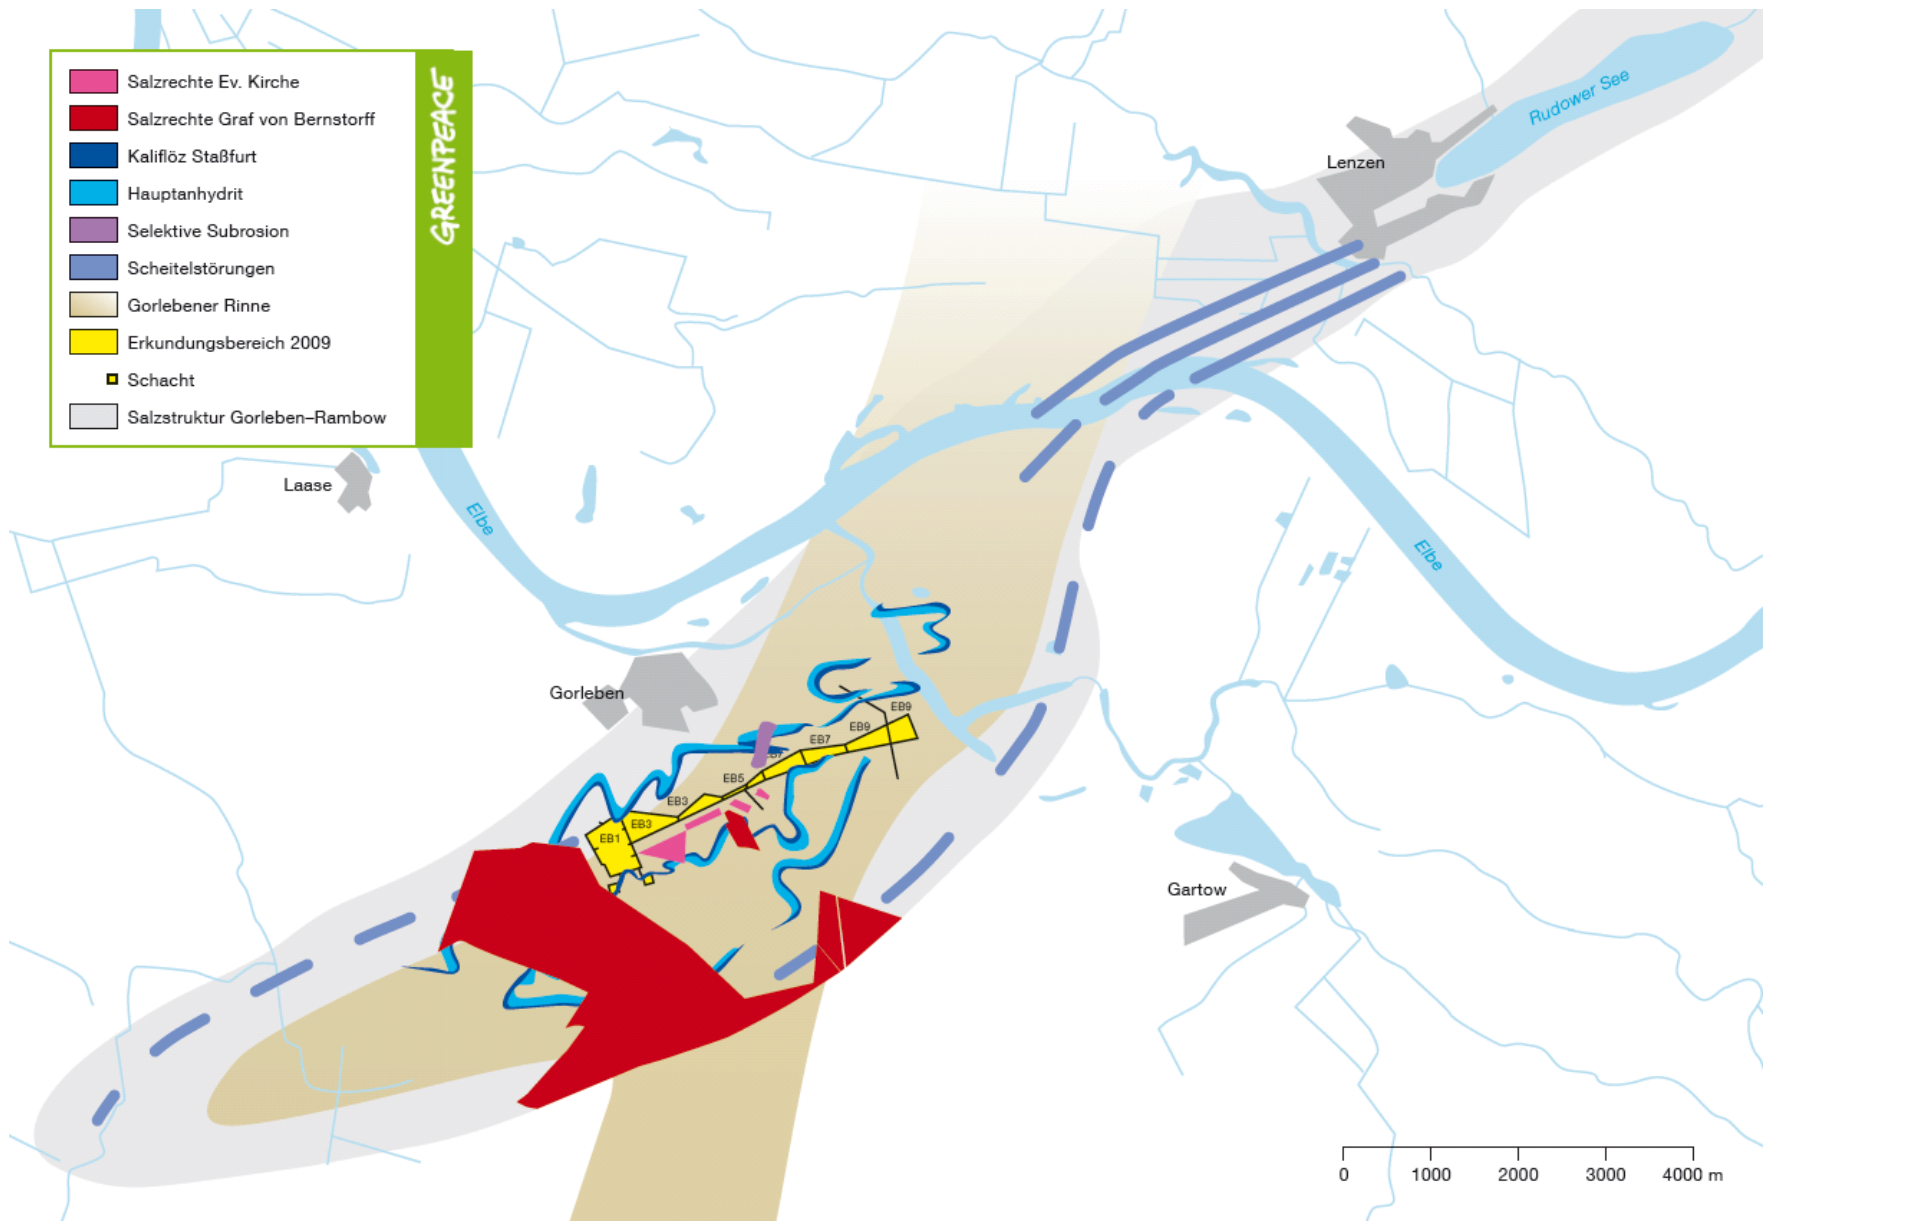 Salzrechte Ev. Kirche
Salzrechte Graf von Bernstorff
Kaliflöz Staßfurt
Hauptanhydrit
Selektive Subrosion
Scheitelstörungen
Gorlebener Rinne
Erkundungsbereich 2009
Schacht
Salzstruktur Gorleben–Rambow
GREENPEACE
Rudower See
Lenzen
Laase
Elbe
Elbe
Gorleben
EB9
EB9
EB7
EB5
EB3
EB3
EB1
Gartow
0 1000 2000 3000 4000 m